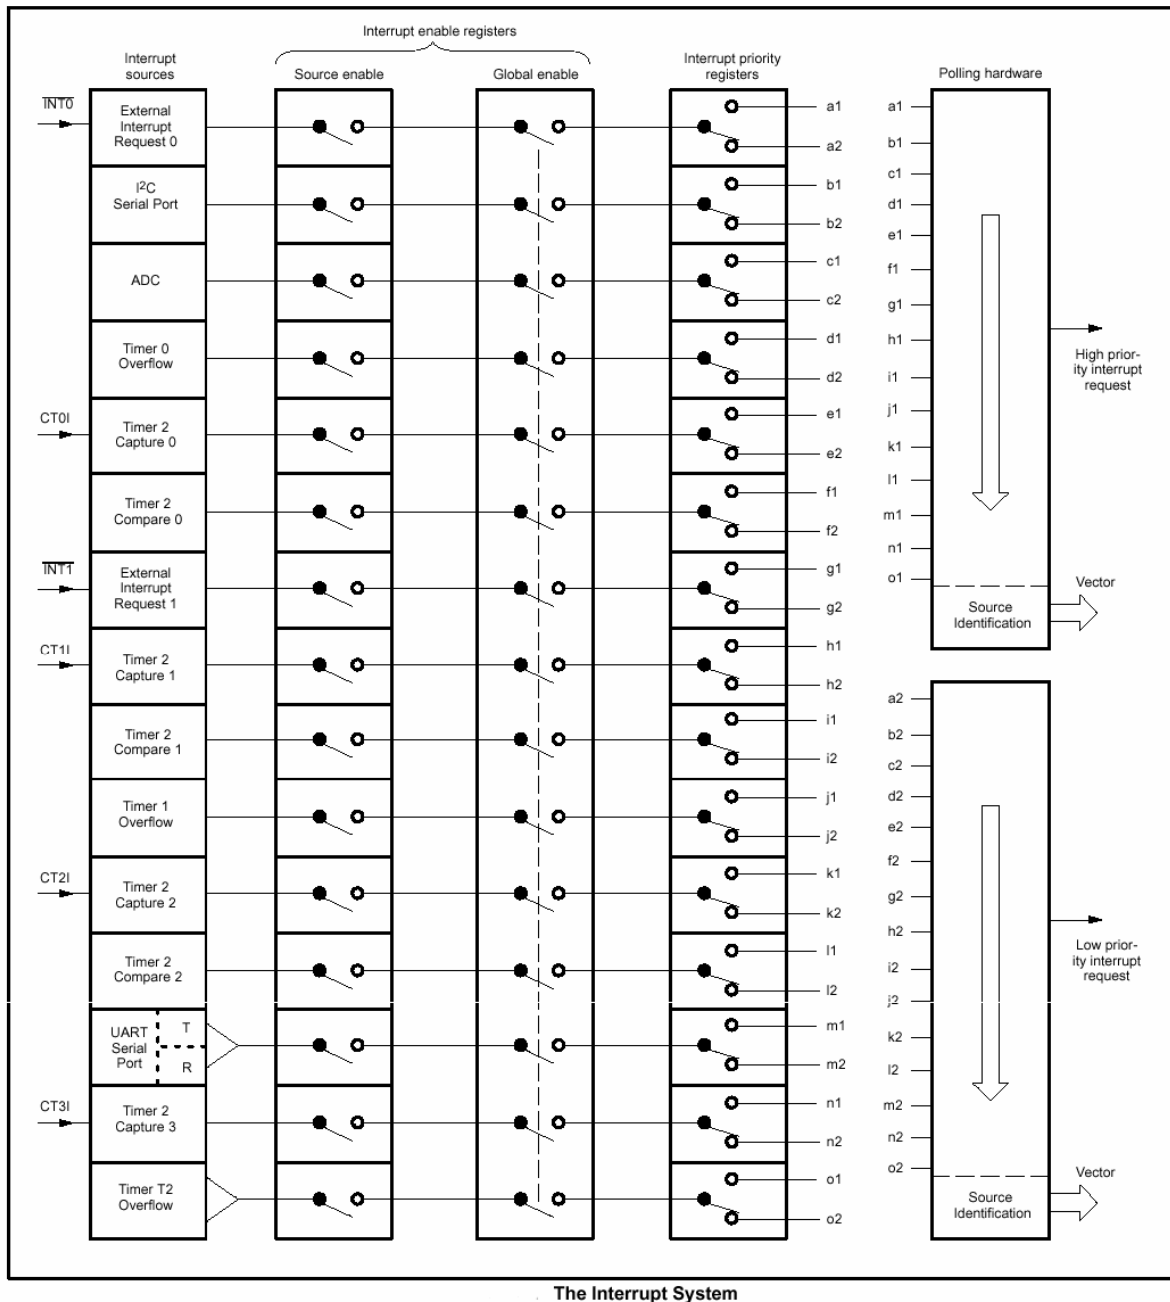 Interrupt enable registers
Interrupt
sources
Source enable
Global enable
Interrupt priority
registers
Polling hardware
INT0
External
Interrupt
Request 0
a1
a2
I2C
Serial Port
b1
b2
ADC
c1
c2
Timer 0
Overflow
d1
d2
CT0I
Timer 2
Capture 0
e1
e2
Timer 2
Compare 0
f1
f2
INT1
External
Interrupt
Request 1
g1
g2
CT1I
Timer 2
Capture 1
h1
h2
Timer 2
Compare 1
i1
i2
Timer 1
Overflow
j1
j2
CT2I
Timer 2
Capture 2
k1
k2
Timer 2
Compare 2
l1
l2
UART
Serial
Port
T
R
m1
m2
CT3I
Timer 2
Capture 3
n1
n2
Timer T2
Overflow
o1
o2
a1
b1
c1
d1
e1
f1
g1
h1
i1
j1
k1
l1
m1
n1
o1
High prior-
ity interrupt
request
Source
Identification
Vector
a2
b2
c2
d2
e2
f2
g2
h2
i2
j2
k2
l2
m2
n2
o2
Low prior-
ity interrupt
request
Source
Identification
Vector
The Interrupt System